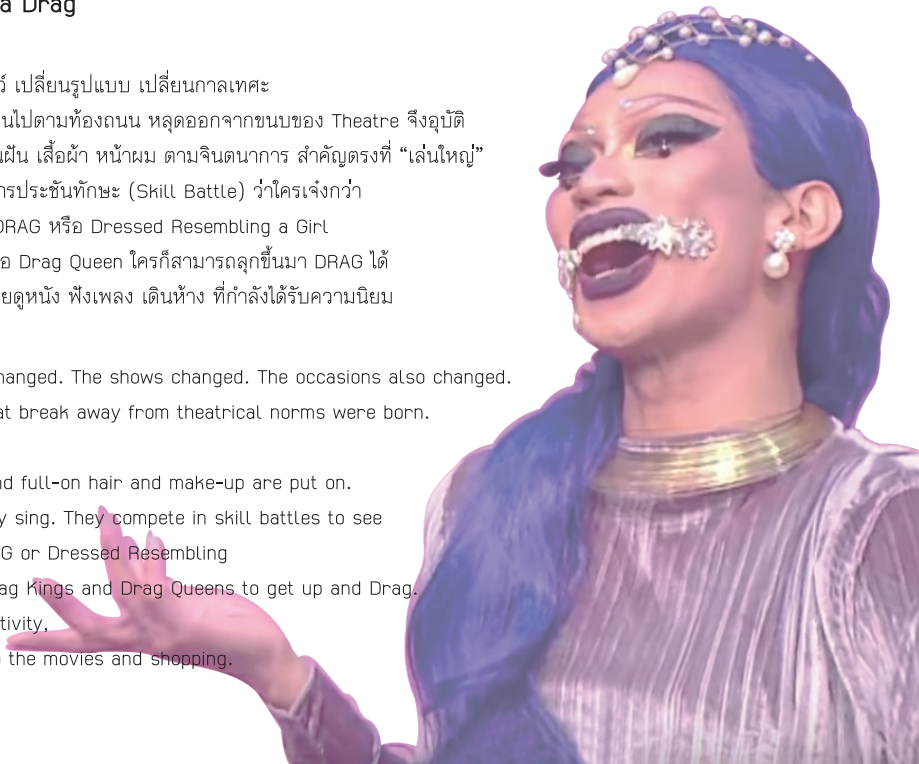 a Drag
เปลี่ยนรูปแบบ เปลี่ยนกาลเทศะ
นไปตามท้องถนน หลุดออกจากขนบของ Theatre จึงอุบัติ
เสื้อผ้า หน้าผม ตามจินตนาการ สำคัญตรงที่ “เล่นใหญ่”
ารประชันทักษะ (Skill Battle) ว่าใครเจ๋งกว่า
DRAG หรือ Dressed Resembling a Girl
อ Drag Queen ใครก็สามารถลุกขึ้นมา DRAG ได้
ยดูหนัง ฟังเพลง เดินห้าง ที่กำลังได้รับความนิยม
hanged. The shows changed. The occasions also changed.
at break away from theatrical norms were born.
nd full-on hair and make-up are put on.
y sing. They compete in skill battles to see
G or Dressed Resembling
ag Kings and Drag Queens to get up and Drag.
tivity,
the movies and shopping.